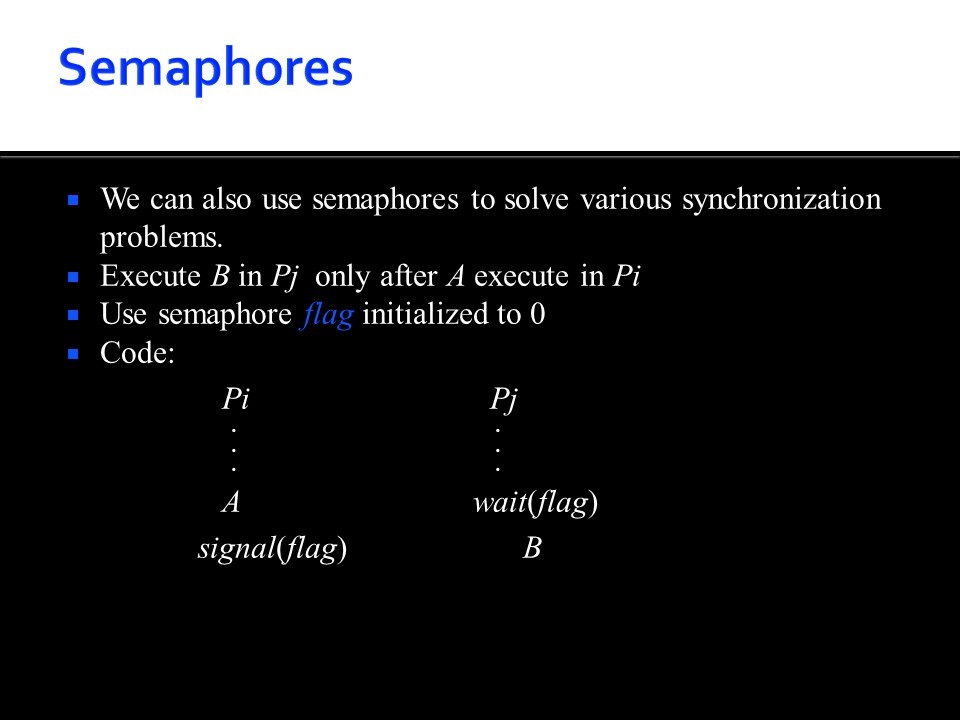 Semaphores
We can also use semaphores to solve various synchronization
problems.
Execute B in Pj only after A execute in Pi
Use semaphore flag initialized to 0
Code:
Pi Pj
. .
. .
. .
A wait(flag)
signal(flag) B